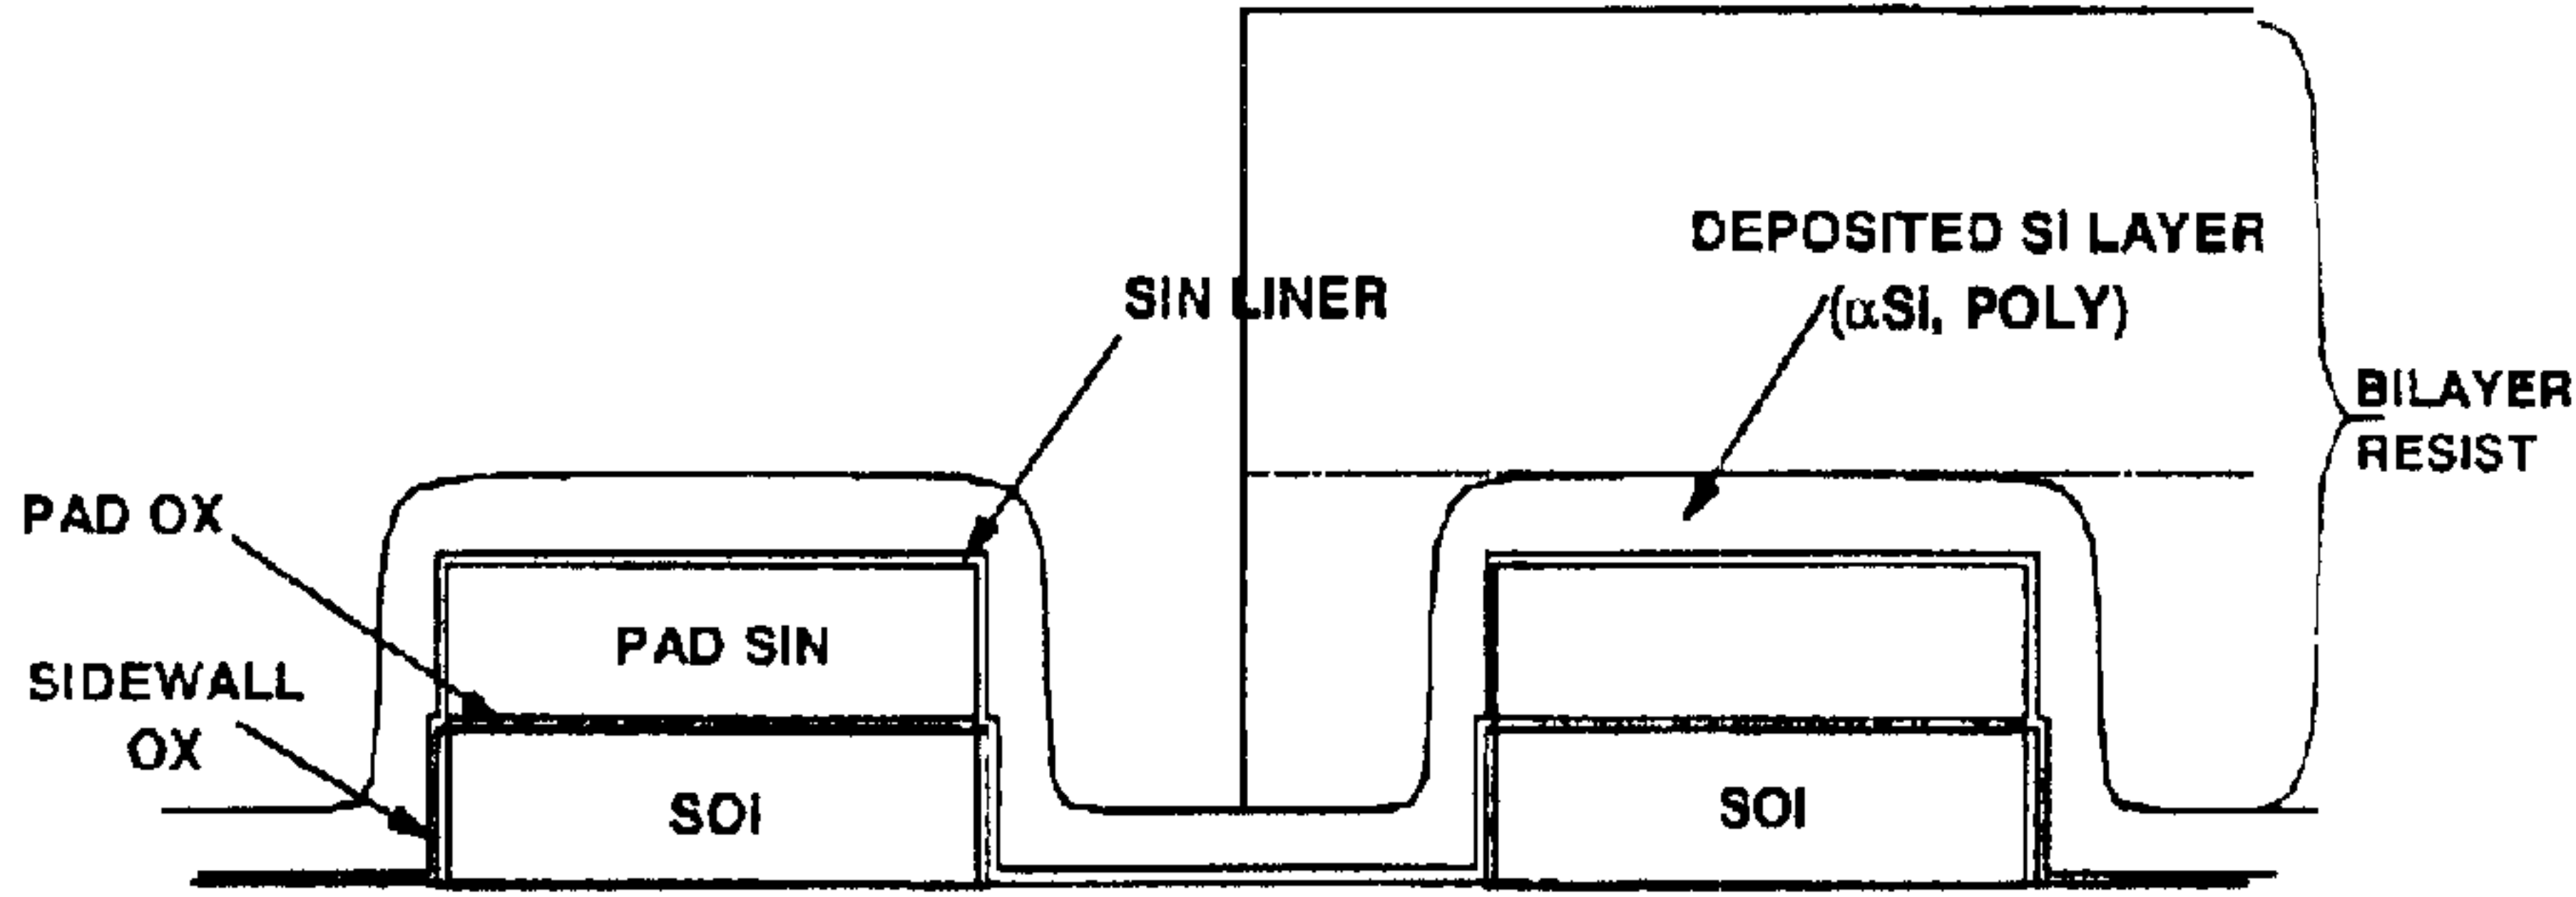 DEPOSITED SI LAYER
(αSi, POLY)
SIN LINER
BILAYER
RESIST
PAD OX
PAD SIN
SIDEWALL
OX
SOI
SOI